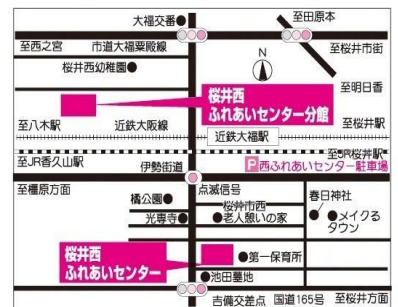 大福交番●
至田原本
至西之宮
市道大福粟殿線
至桜井市街
桜井西幼稚園●
N
至明日香
桜井西
ふれあいセンター分館
至八木駅
近鉄大阪線
至桜井駅
近鉄大福駅
至JR香久山駅
伊勢街道
至JR桜井駅
P西ふれあいセンター駐車場
至橿原方面
点滅信号
春日神社
橘公園●
桜井市西
●老人憩いの家
光専寺●
●メイクる
タウン
桜井西
ふれあいセンター
●第一保育所
●池田墓地
吉備交差点
国道165号
至桜井方面